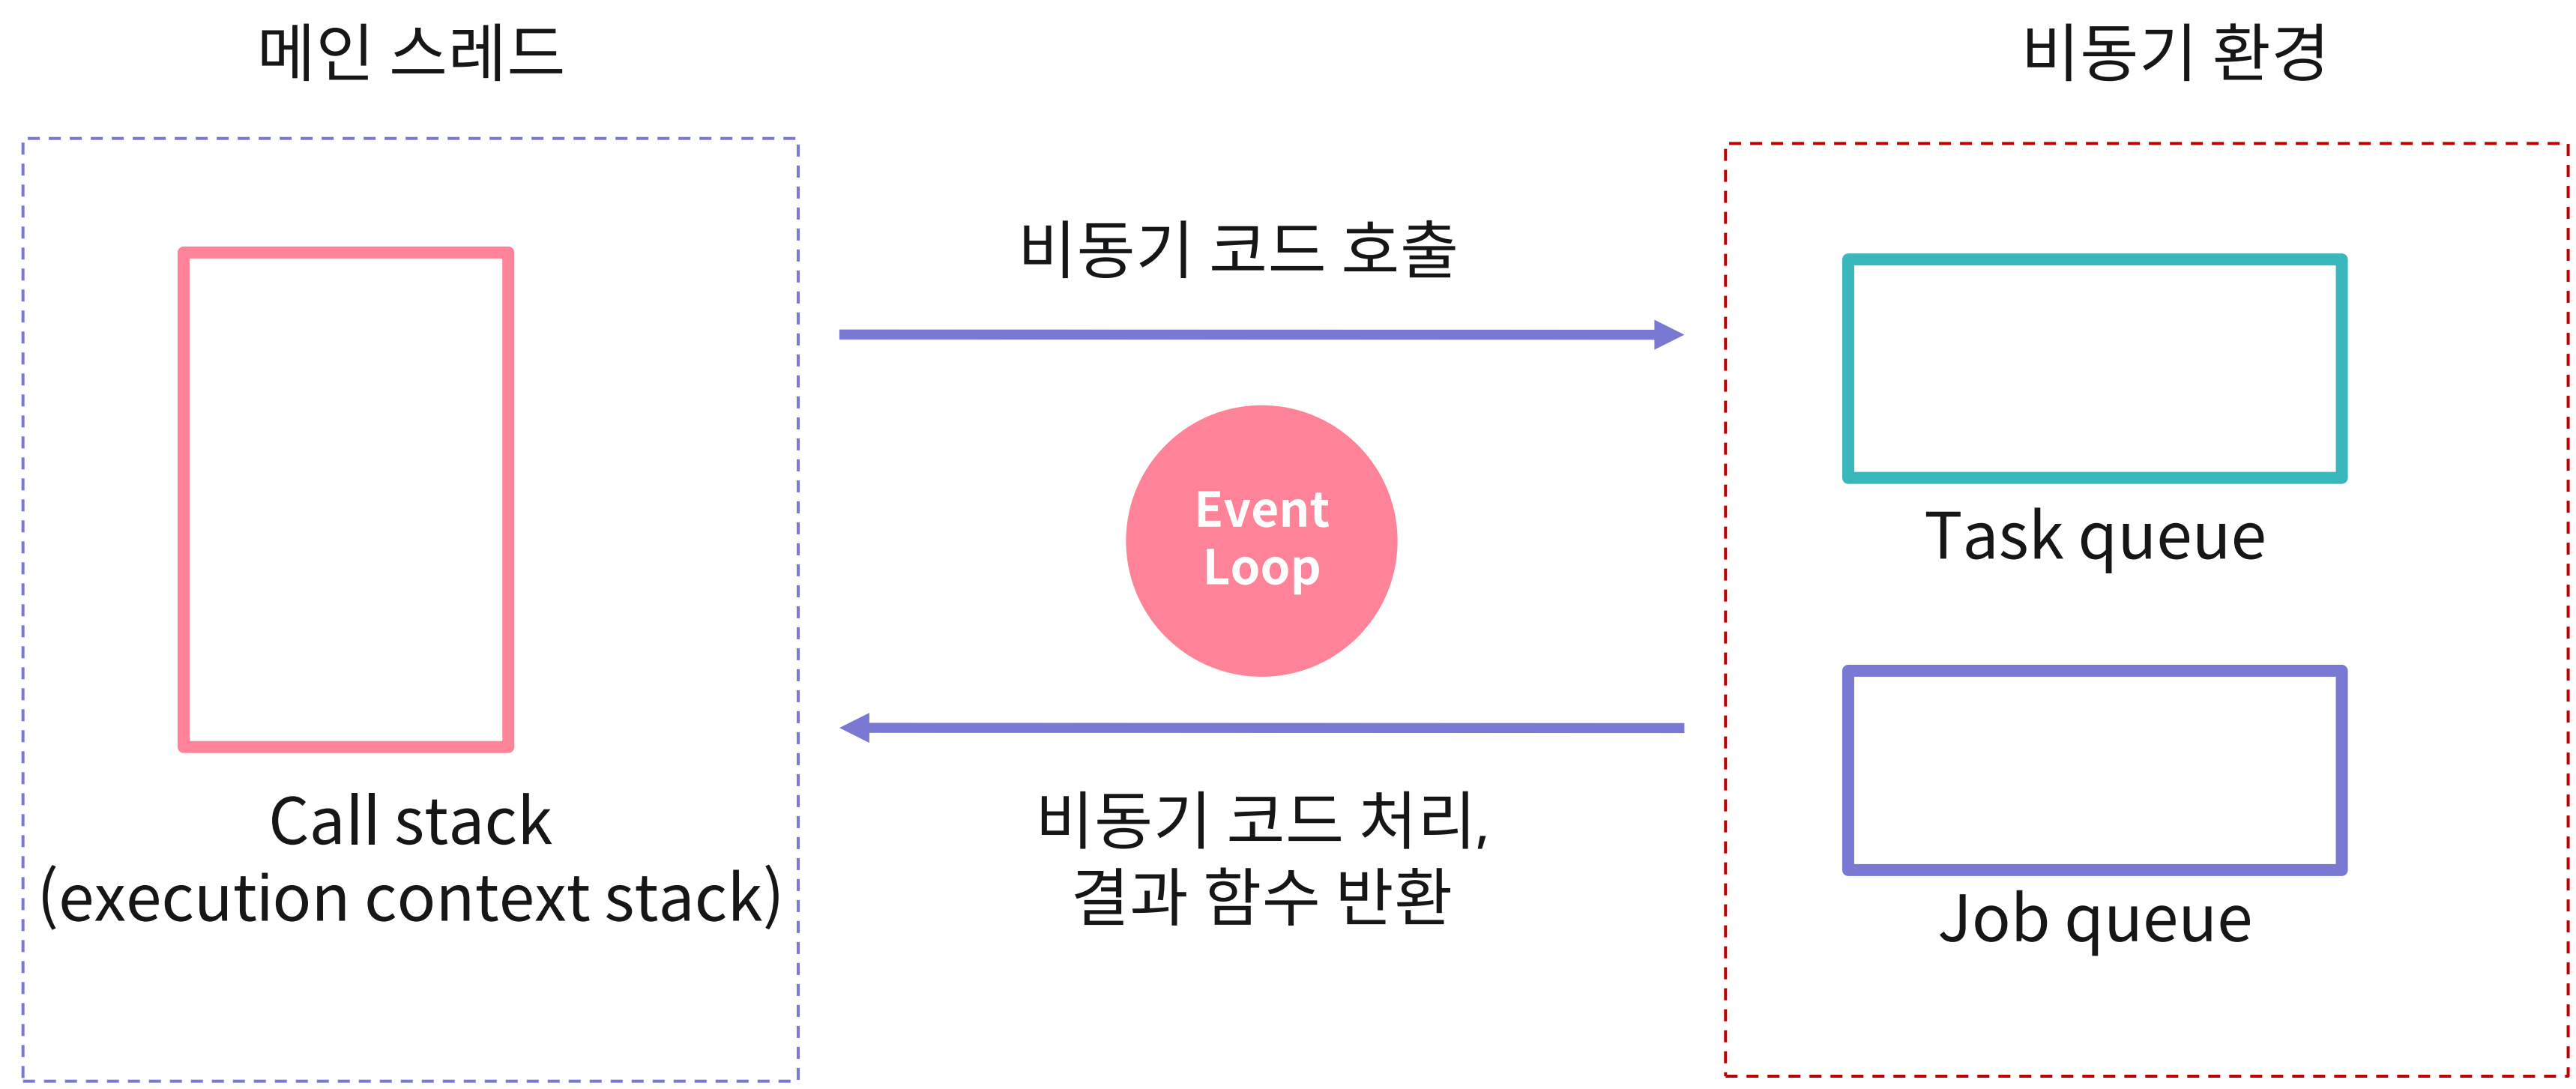 메인 스레드
비동기 환경
비동기 코드 호출
Event
Loop
Task queue
Call stack
(execution context stack)
비동기 코드 처리,
결과 함수 반환
Job queue